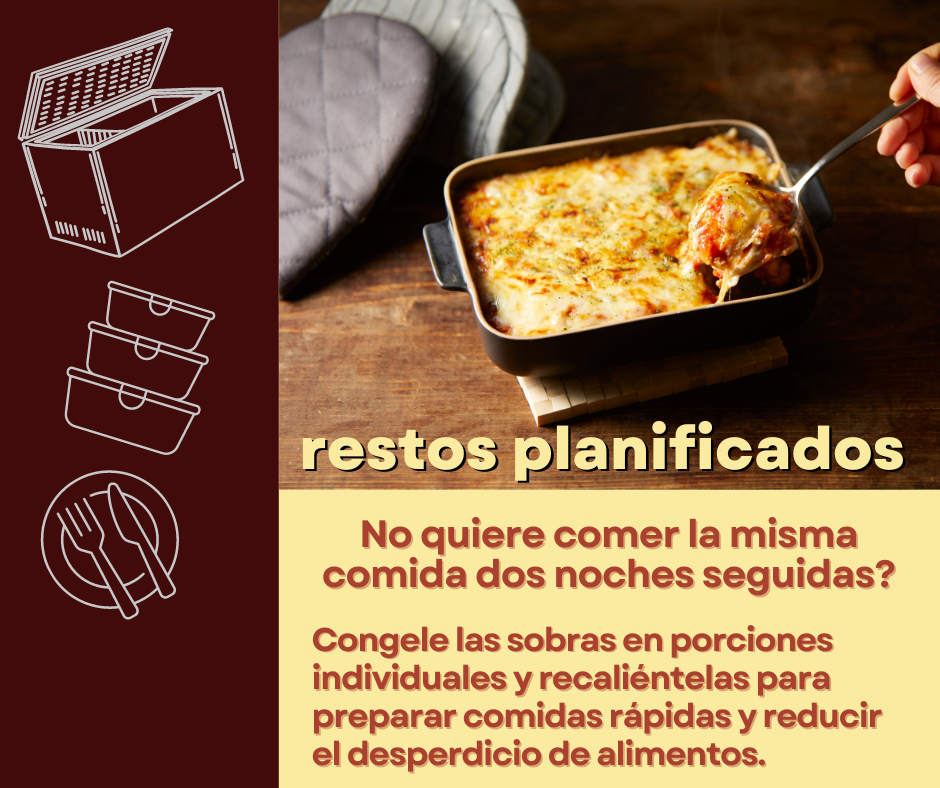 restos planificados
No quiere comer la misma
comida dos noches seguidas?
Congele las sobras en porciones
individuales y recaliéntelas para
preparar comidas rápidas y reducir
el desperdicio de alimentos.